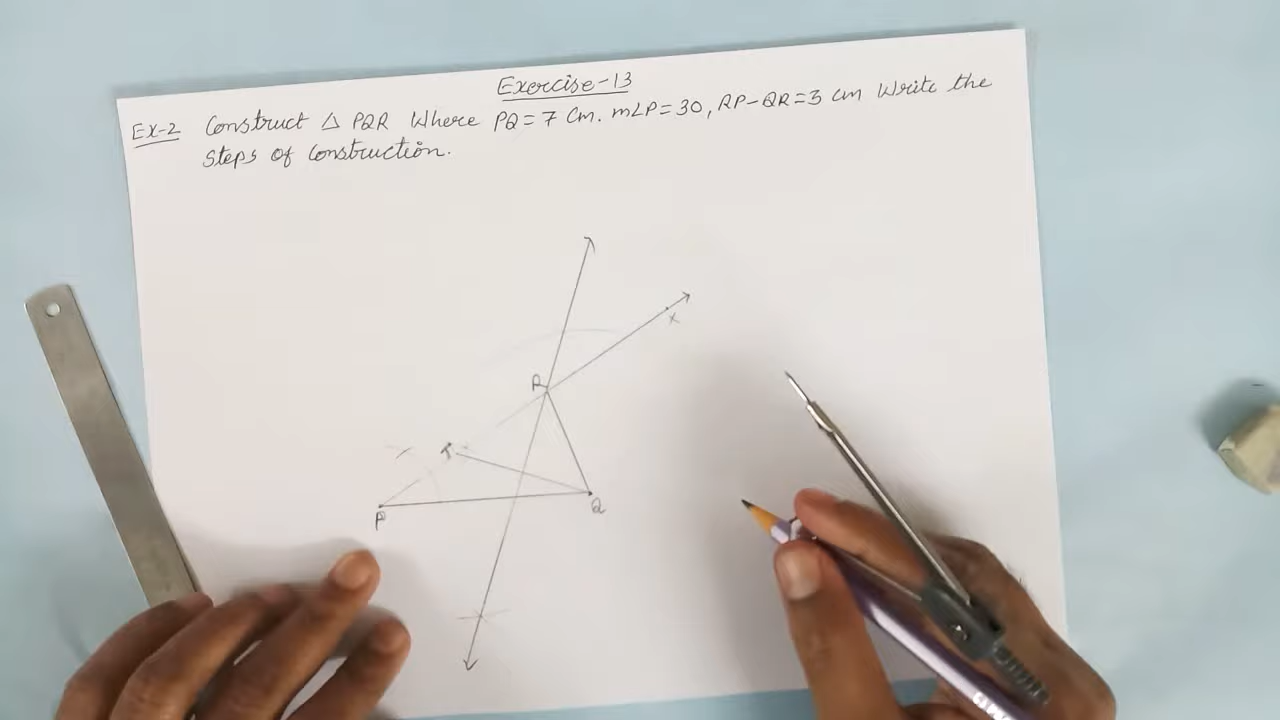 Exercise-13
Ex-2 Construct △ PQR Where PQ = 7 Cm. m∠P = 30, RP-QR = 3 cm Write the
steps of construction.
X
R
T
P
Q